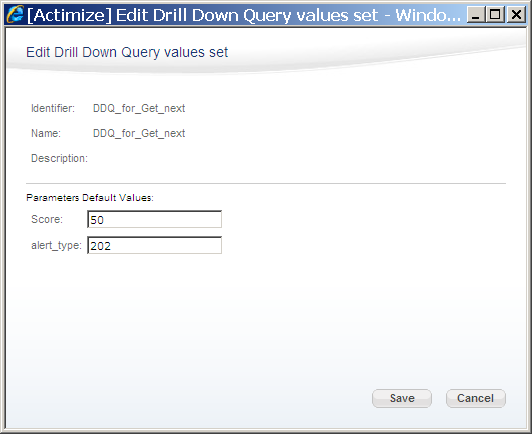 [Actimize] Edit Drill Down Query values set - Windo...
Edit Drill Down Query values set
Identifier: DDQ_for_Get_next
Name: DDQ_for_Get_next
Description:
Parameters Default Values:
Score: 50
alert_type: 202
Save Cancel